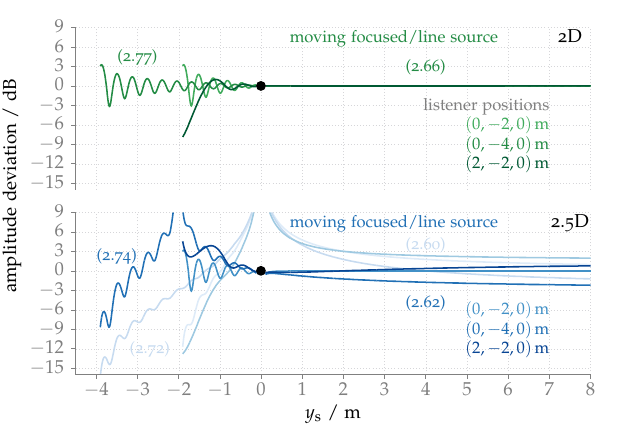 9
6
3
0
−3
−6
−9
−12
−15
moving focused/line source
2D
(2.77)
(2.66)
listener positions
(0, −2, 0) m
(0, −4, 0) m
(2, −2, 0) m
amplitude deviation / dB
9
6
3
0
−3
−6
−9
−12
−15
moving focused/line source
2.5D
(2.74)
(2.60)
(2.72)
(2.62)
(0, −2, 0) m
(0, −4, 0) m
(2, −2, 0) m
−4 −3 −2 −1 0 1 2 3 4 5 6 7 8
ys / m